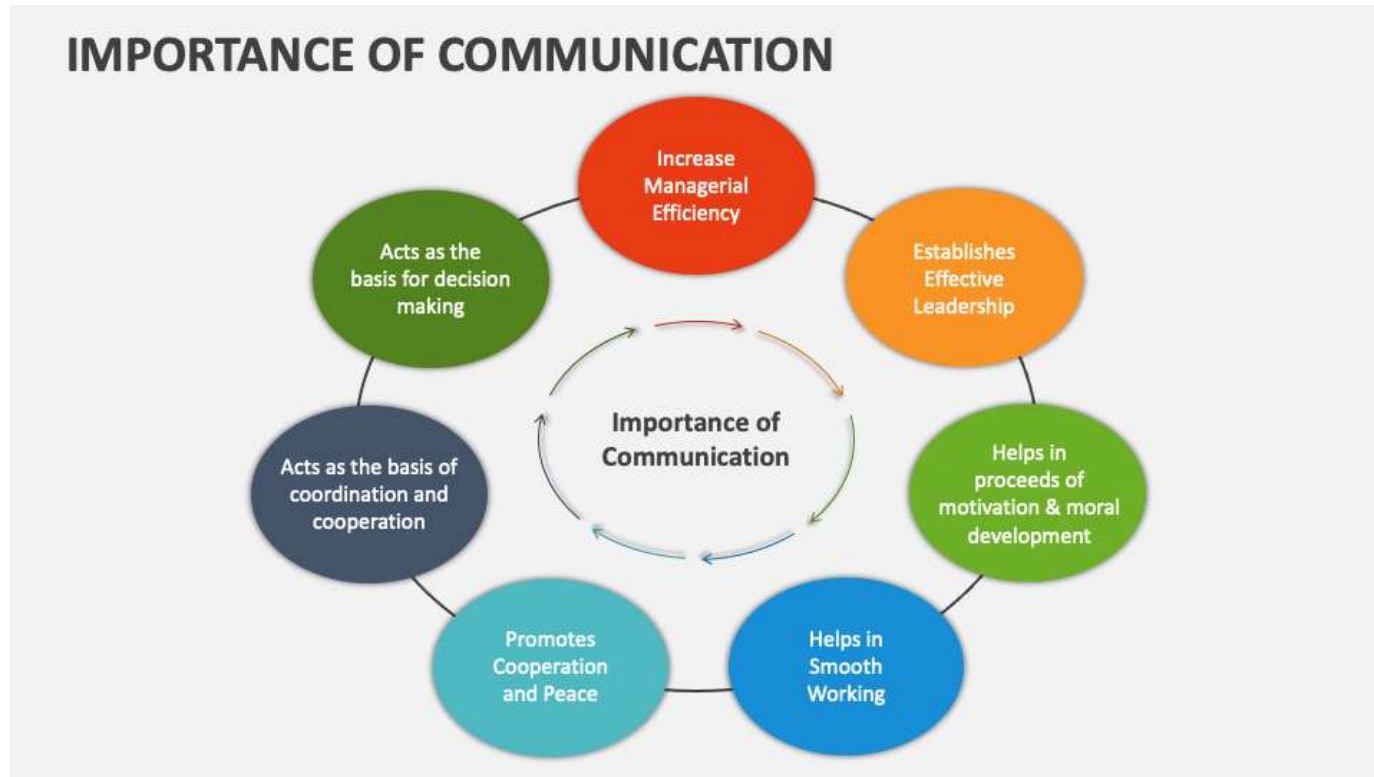 IMPORTANCE OF COMMUNICATION
Increase
Managerial
Efficiency
Establishes
Effective
Leadership
Helps in
proceeds of
motivation & moral
development
Helps in
Smooth
Working
Promotes
Cooperation
and Peace
Acts as the basis of
coordination and
cooperation
Acts as the
basis for decision
making
Importance of
Communication